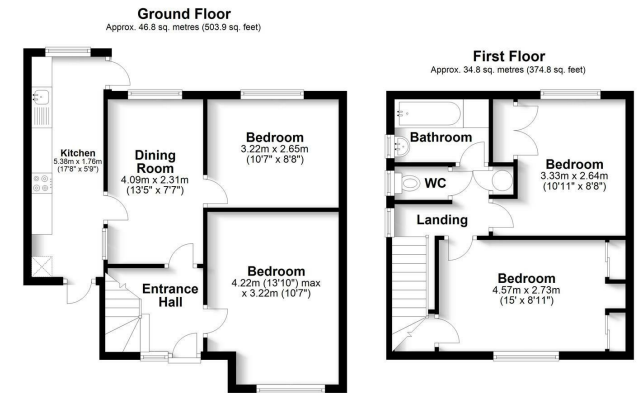 Ground Floor
Approx. 46.8 sq. metres (503.9 sq. feet)
Kitchen
5.38m x 1.76m
(17'8" x 5'9")
Dining
Room
4.09m x 2.31m
(13'5" x 7'7")
Bedroom
3.22m x 2.65m
(10'7" x 8'8")
Entrance
Hall
Bedroom
4.22m (13'10") max
x 3.22m (10'7")
First Floor
Approx. 34.8 sq. metres (374.8 sq. feet)
Bathroom
WC
Bedroom
3.33m x 2.64m
(10'11" x 8'8")
Landing
Bedroom
4.57m x 2.73m
(15' x 8'11")